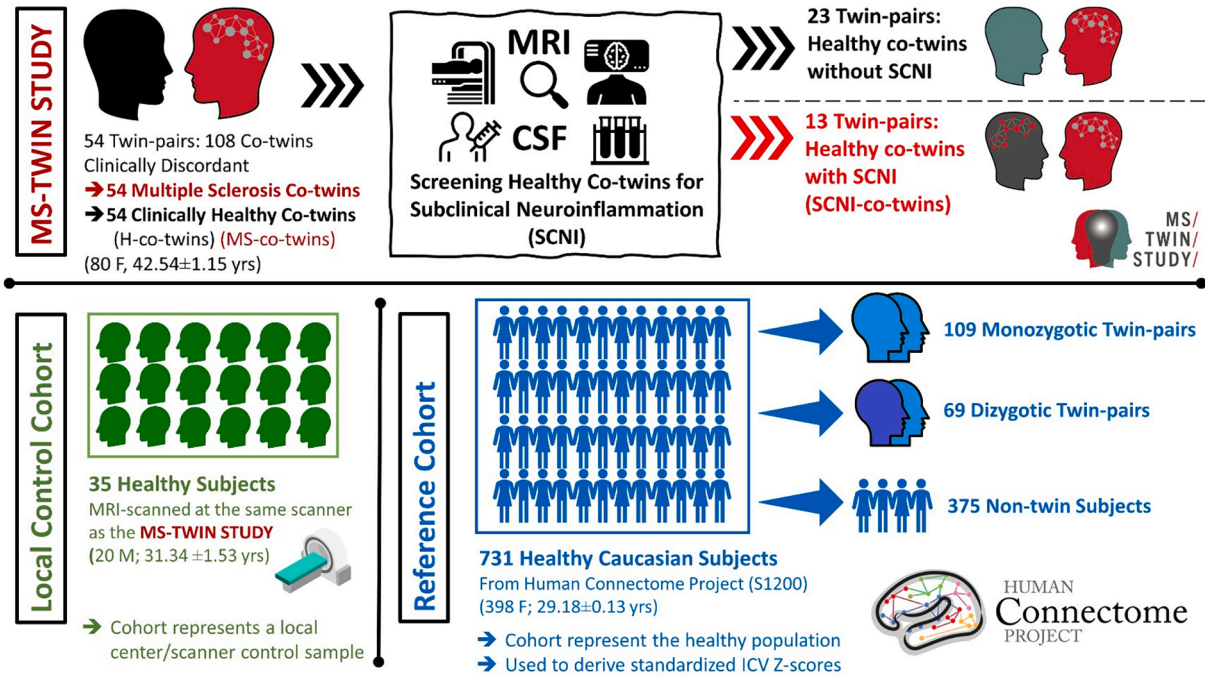 MS-TWIN STUDY
54 Twin-pairs: 108 Co-twins
Clinically Discordant
➔54 Multiple Sclerosis Co-twins
➔54 Clinically Healthy Co-twins
(H-co-twins) (MS-co-twins)
(80 F, 42.54±1.15 yrs)
MRI
CSF
Screening Healthy Co-twins for
Subclinical Neuroinflammation
(SCNI)
23 Twin-pairs:
Healthy co-twins
without SCNI
13 Twin-pairs:
Healthy co-twins
with SCNI
(SCNI-co-twins)
MS/
TWIN/
STUDY/
Local Control Cohort
35 Healthy Subjects
MRI-scanned at the same scanner
as the MS-TWIN STUDY
(20 M; 31.34 ±1.53 yrs)
➔ Cohort represents a local
center/scanner control sample
Reference Cohort
731 Healthy Caucasian Subjects
From Human Connectome Project (S1200)
(398 F; 29.18±0.13 yrs)
➔ Cohort represent the healthy population
➔ Used to derive standardized ICV Z-scores
109 Monozygotic Twin-pairs
69 Dizygotic Twin-pairs
375 Non-twin Subjects
HUMAN
Connectome
PROJECT